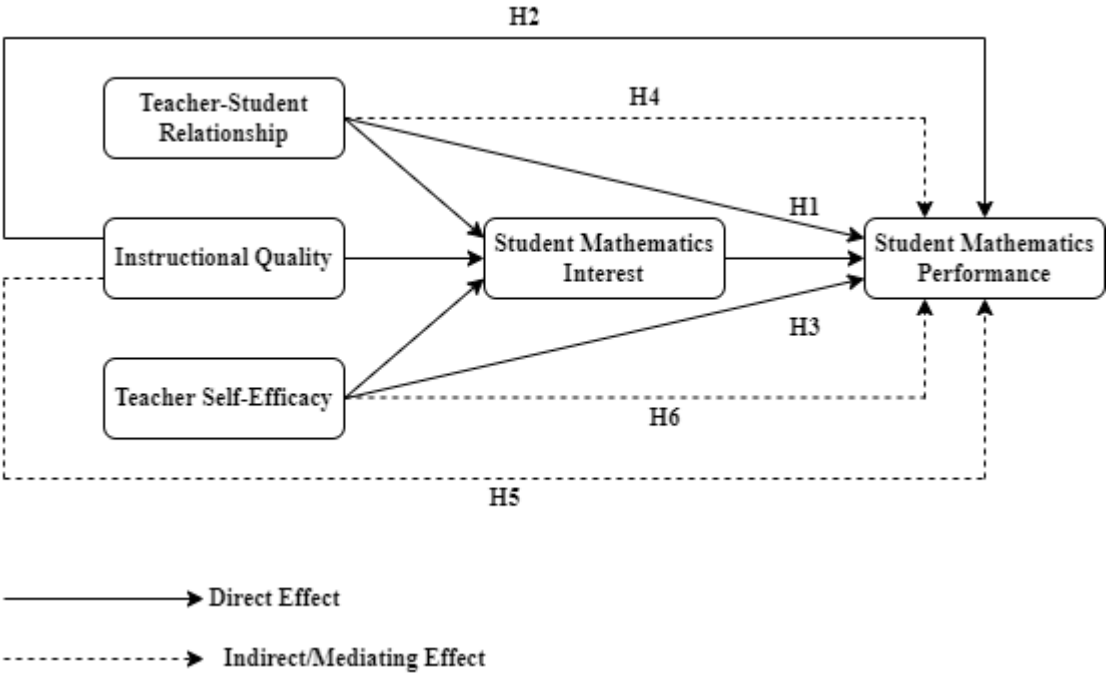 H2
Teacher-Student
Relationship
H4
H1
Instructional Quality
Student Mathematics
Interest
Student Mathematics
Performance
H3
Teacher Self-Efficacy
H6
H5
Direct Effect
Indirect/Mediating Effect